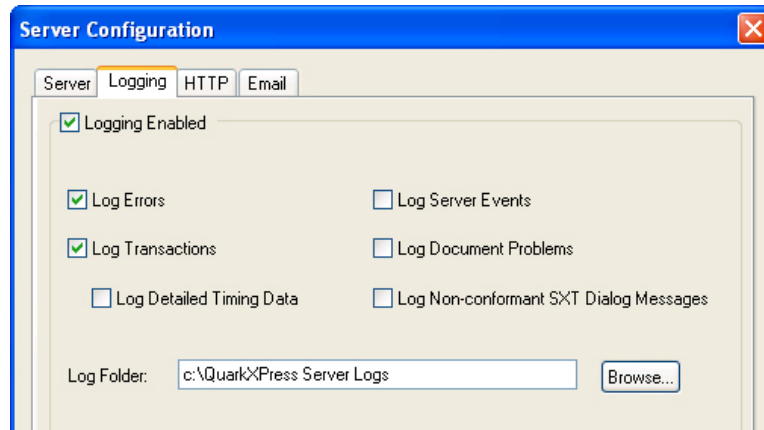 Server Configuration
Server Logging HTTP Email
Logging Enabled
Log Errors Log Server Events
Log Transactions Log Document Problems
Log Detailed Timing Data Log Non-conformant SXT Dialog Messages
Log Folder: c:\QuarkXPress Server Logs Browse...